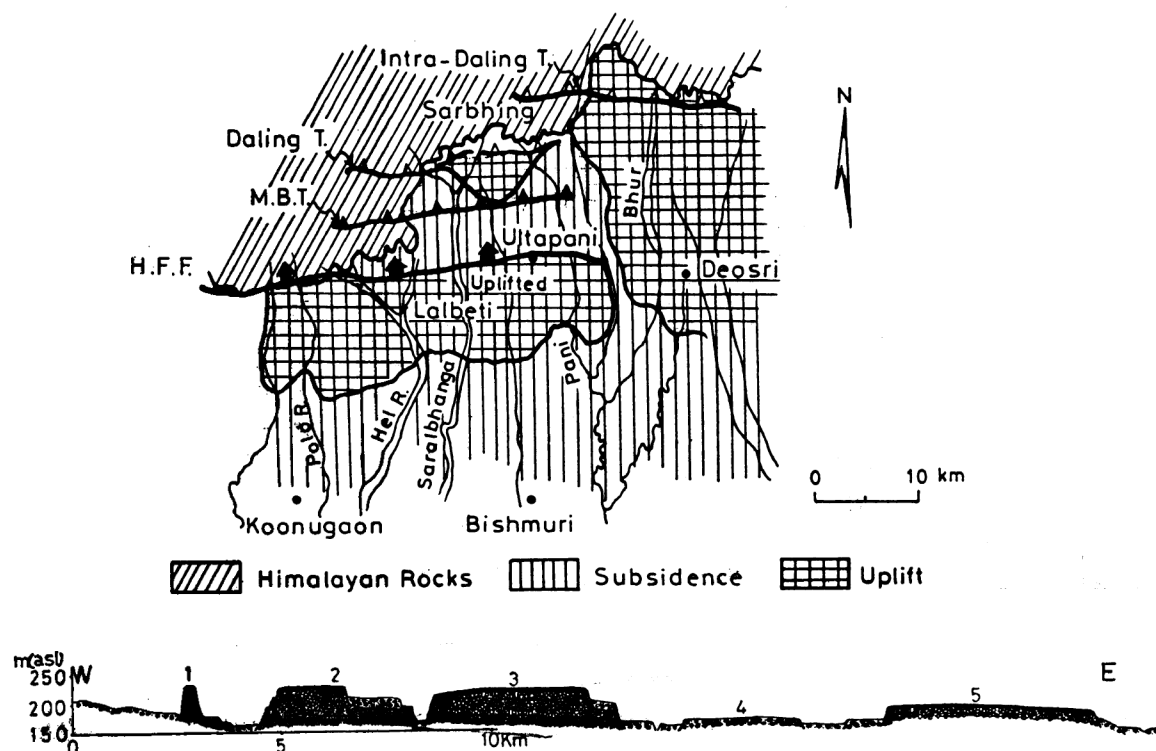 Intra-Daling T.
N
Sarbhing
Daling T.
Bhur
M.B.T.
Ultapani
H.F.F.
Deosri
Uplifted
Lalbeti
Pani
Polo R.
Hel R.
Saralbhanga
0 10 km
Koonugaon Bishmuri
Himalayan Rocks Subsidence Uplift
m(asl) W E
250 1 2 3
200 4 5
150
0 5 10Km